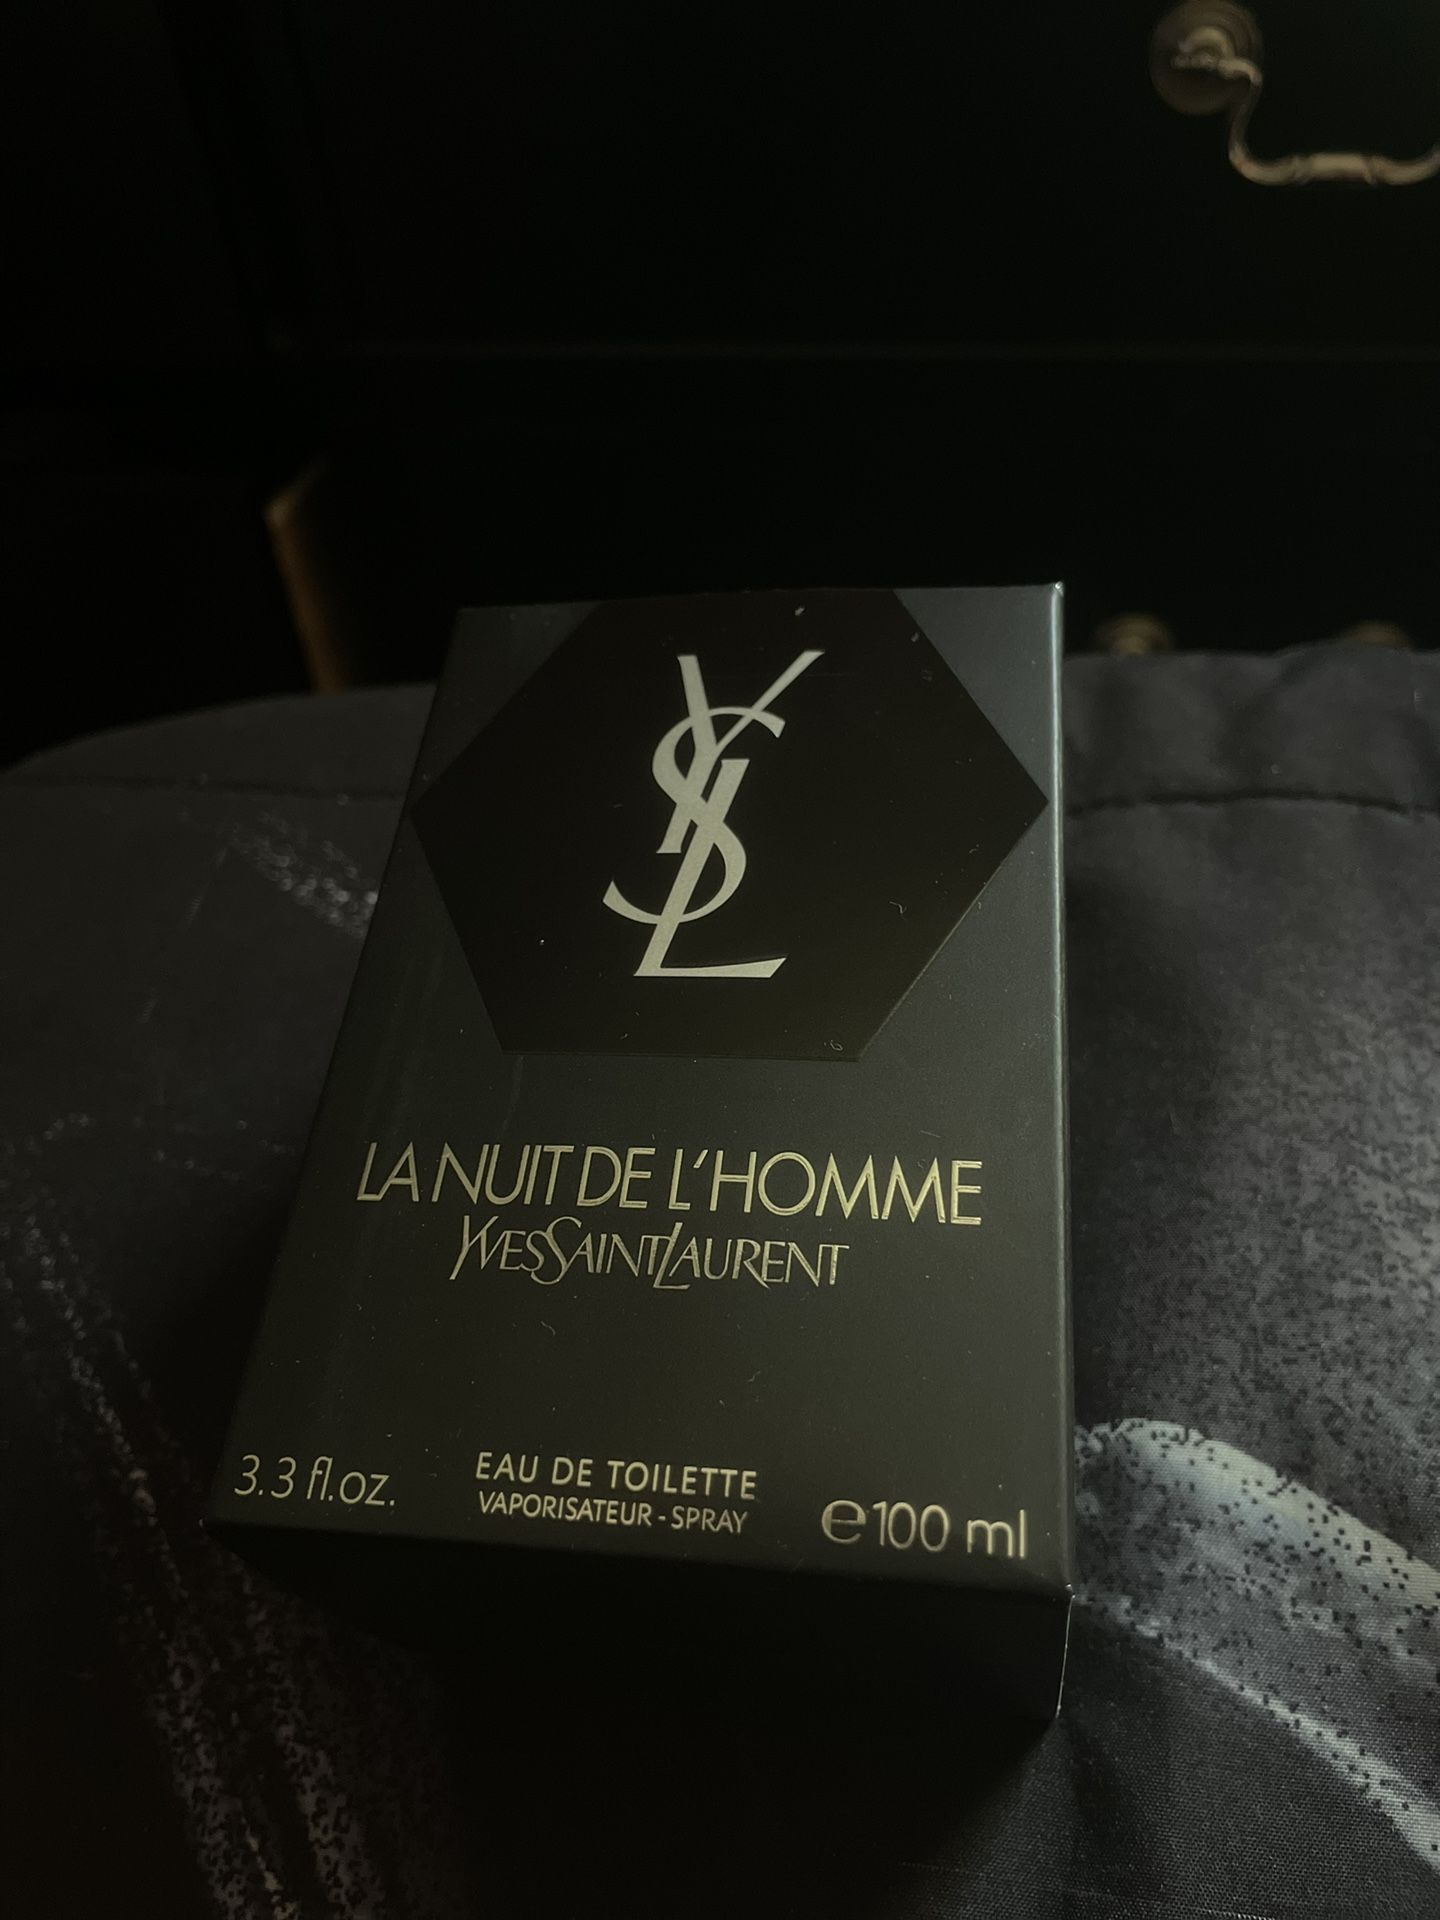 YSL
LA NUIT DE L'HOMME
YVES SAINT LAURENT
3.3 fl.oz.
EAU DE TOILETTE
VAPORISATEUR - SPRAY
℮ 100 ml